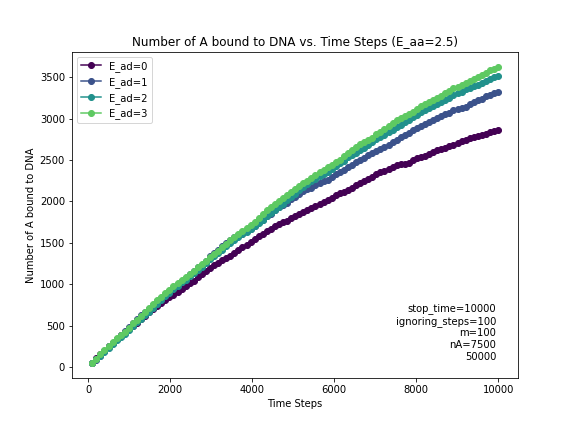 Number of A bound to DNA vs. Time Steps (E_aa=2.5)
E_ad=0
E_ad=1
E_ad=2
E_ad=3
Number of A bound to DNA
3500
3000
2500
2000
1500
1000
500
0
stop_time=10000
ignoring_steps=100
m=100
nA=7500
50000
0
2000
4000
6000
8000
10000
Time Steps